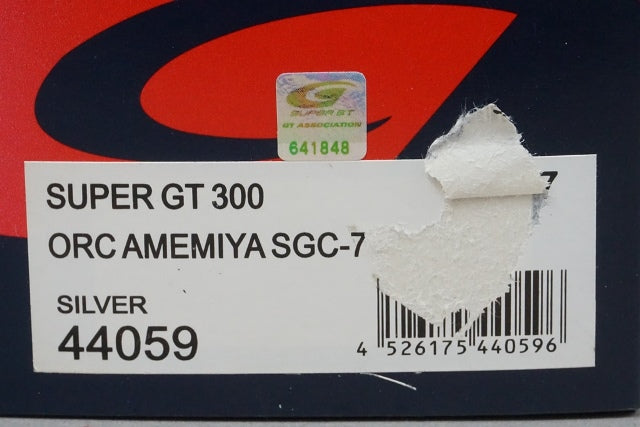 SUPER GT
GT ASSOCIATION
641848
SUPER GT 300
ORC AMEMIYA SGC-7
SILVER
44059
4 526175 440596